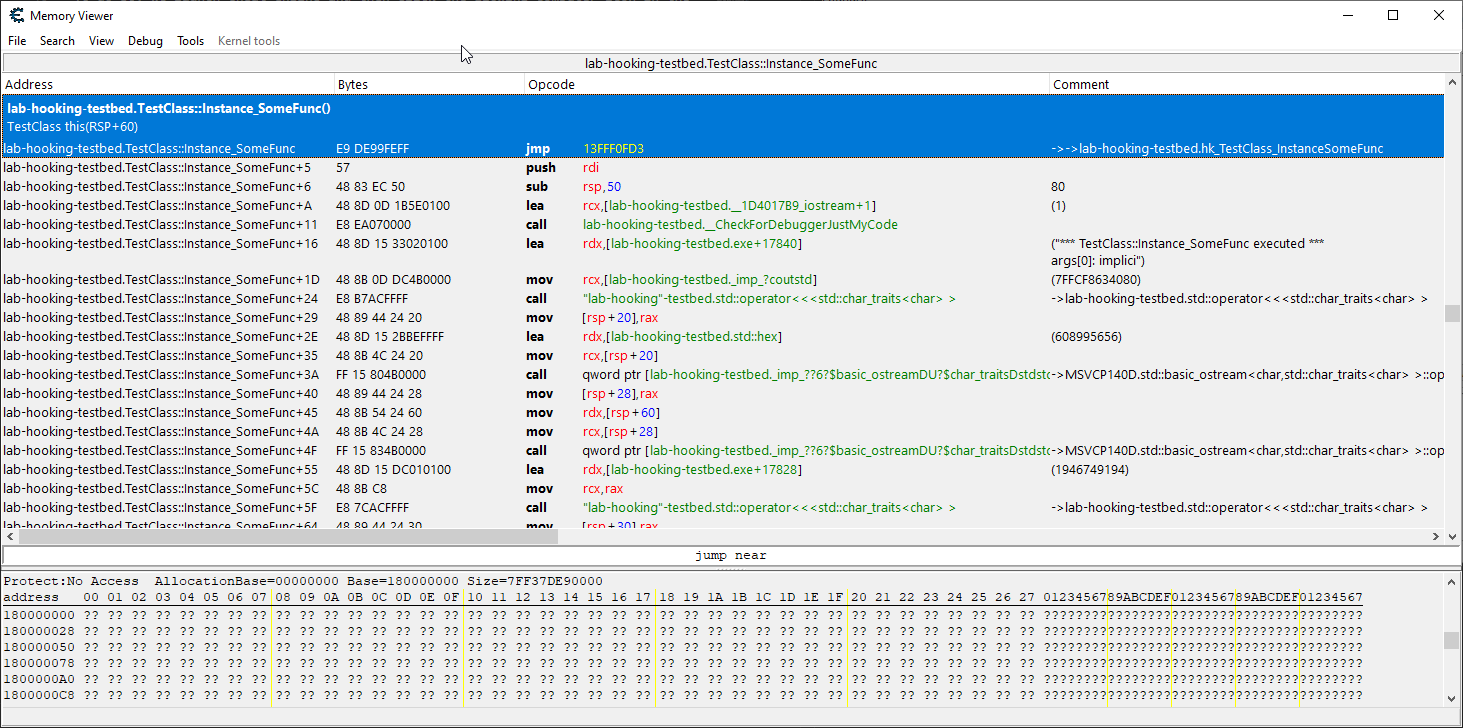 Memory Viewer
File Search View Debug Tools Kernel tools
lab-hooking-testbed.TestClass::Instance_SomeFunc
Address Bytes Opcode Comment
lab-hooking-testbed.TestClass::Instance_SomeFunc()
TestClass this(RSP+60)
lab-hooking-testbed.TestClass::Instance_SomeFunc E9 DE99FEFF jmp 13FFF0FD3 ->->lab-hooking-testbed.hk_TestClass_InstanceSomeFunc
lab-hooking-testbed.TestClass::Instance_SomeFunc+5 57 push rdi
lab-hooking-testbed.TestClass::Instance_SomeFunc+6 48 83 EC 50 sub rsp,50 80
lab-hooking-testbed.TestClass::Instance_SomeFunc+A 48 8D 0D 1B5E0100 lea rcx,[lab-hooking-testbed.__1D4017B9_iostream+1] (1)
lab-hooking-testbed.TestClass::Instance_SomeFunc+11 E8 EA070000 call lab-hooking-testbed.__CheckForDebuggerJustMyCode
lab-hooking-testbed.TestClass::Instance_SomeFunc+16 48 8D 15 33020100 lea rdx,[lab-hooking-testbed.exe+17840] ("*** TestClass::Instance_SomeFunc executed ***
args[0]: implici")
lab-hooking-testbed.TestClass::Instance_SomeFunc+1D 48 8B 0D DC4B0000 mov rcx,[lab-hooking-testbed._imp_?coutstd] (7FFCF8634080)
lab-hooking-testbed.TestClass::Instance_SomeFunc+24 E8 B7ACFFFF call "lab-hooking"-testbed.std::operator<<<std::char_traits<char> > ->lab-hooking-testbed.std::operator<<<std::char_traits<char> >
lab-hooking-testbed.TestClass::Instance_SomeFunc+29 48 89 44 24 20 mov [rsp+20],rax
lab-hooking-testbed.TestClass::Instance_SomeFunc+2E 48 8D 15 2BBEFFFF lea rdx,[lab-hooking-testbed.std::hex] (608995656)
lab-hooking-testbed.TestClass::Instance_SomeFunc+35 48 8B 4C 24 20 mov rcx,[rsp+20]
lab-hooking-testbed.TestClass::Instance_SomeFunc+3A FF 15 804B0000 call qword ptr [lab-hooking-testbed._imp_??6?$basic_ostreamDU?$char_traitsDstdstd ->MSVCP140D.std::basic_ostream<char,std::char_traits<char> >::op
lab-hooking-testbed.TestClass::Instance_SomeFunc+40 48 89 44 24 28 mov [rsp+28],rax
lab-hooking-testbed.TestClass::Instance_SomeFunc+45 48 8B 54 24 60 mov rdx,[rsp+60]
lab-hooking-testbed.TestClass::Instance_SomeFunc+4A 48 8B 4C 24 28 mov rcx,[rsp+28]
lab-hooking-testbed.TestClass::Instance_SomeFunc+4F FF 15 834B0000 call qword ptr [lab-hooking-testbed._imp_??6?$basic_ostreamDU?$char_traitsDstdstd ->MSVCP140D.std::basic_ostream<char,std::char_traits<char> >::op
lab-hooking-testbed.TestClass::Instance_SomeFunc+55 48 8D 15 DC010100 lea rdx,[lab-hooking-testbed.exe+17828] (1946749194)
lab-hooking-testbed.TestClass::Instance_SomeFunc+5C 48 8B C8 mov rcx,rax
lab-hooking-testbed.TestClass::Instance_SomeFunc+5F E8 7CACFFFF call "lab-hooking"-testbed.std::operator<<<std::char_traits<char> > ->lab-hooking-testbed.std::operator<<<std::char_traits<char> >
lab-hooking-testbed.TestClass::Instance_SomeFunc+64 48 89 44 24 30 mov [rsp+30],rax
jump near
Protect:No Access AllocationBase=00000000 Base=180000000 Size=7FF37DE90000
address 00 01 02 03 04 05 06 07 08 09 0A 0B 0C 0D 0E 0F 10 11 12 13 14 15 16 17 18 19 1A 1B 1C 1D 1E 1F 20 21 22 23 24 25 26 27 0123456789ABCDEF0123456789ABCDEF01234567
180000000 ?? ?? ?? ?? ?? ?? ?? ?? ?? ?? ?? ?? ?? ?? ?? ?? ?? ?? ?? ?? ?? ?? ?? ?? ?? ?? ?? ?? ?? ?? ?? ?? ?? ?? ?? ?? ?? ?? ?? ?? ????????????????????????????????????????
180000028 ?? ?? ?? ?? ?? ?? ?? ?? ?? ?? ?? ?? ?? ?? ?? ?? ?? ?? ?? ?? ?? ?? ?? ?? ?? ?? ?? ?? ?? ?? ?? ?? ?? ?? ?? ?? ?? ?? ?? ?? ????????????????????????????????????????
180000050 ?? ?? ?? ?? ?? ?? ?? ?? ?? ?? ?? ?? ?? ?? ?? ?? ?? ?? ?? ?? ?? ?? ?? ?? ?? ?? ?? ?? ?? ?? ?? ?? ?? ?? ?? ?? ?? ?? ?? ?? ????????????????????????????????????????
180000078 ?? ?? ?? ?? ?? ?? ?? ?? ?? ?? ?? ?? ?? ?? ?? ?? ?? ?? ?? ?? ?? ?? ?? ?? ?? ?? ?? ?? ?? ?? ?? ?? ?? ?? ?? ?? ?? ?? ?? ?? ????????????????????????????????????????
1800000A0 ?? ?? ?? ?? ?? ?? ?? ?? ?? ?? ?? ?? ?? ?? ?? ?? ?? ?? ?? ?? ?? ?? ?? ?? ?? ?? ?? ?? ?? ?? ?? ?? ?? ?? ?? ?? ?? ?? ?? ?? ????????????????????????????????????????
1800000C8 ?? ?? ?? ?? ?? ?? ?? ?? ?? ?? ?? ?? ?? ?? ?? ?? ?? ?? ?? ?? ?? ?? ?? ?? ?? ?? ?? ?? ?? ?? ?? ?? ?? ?? ?? ?? ?? ?? ?? ?? ????????????????????????????????????????